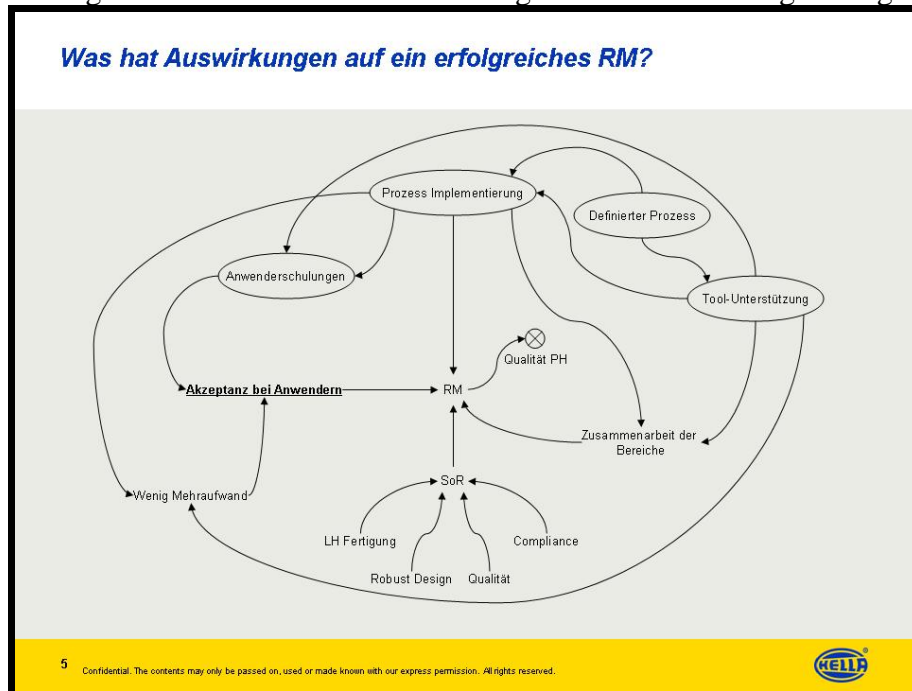 Was hat Auswirkungen auf ein erfolgreiches RM?
Prozess Implementierung
Definierter Prozess
Anwenderschulungen
Tool-Unterstützung
Qualität PH
Akzeptanz bei Anwendern
RM
Zusammenarbeit der
Bereiche
Wenig Mehraufwand
SoR
LH Fertigung
Compliance
Robust Design
Qualität
5
Confidential. The contents may only be passed on, used or made known with our express permission. All rights reserved.
HELLA